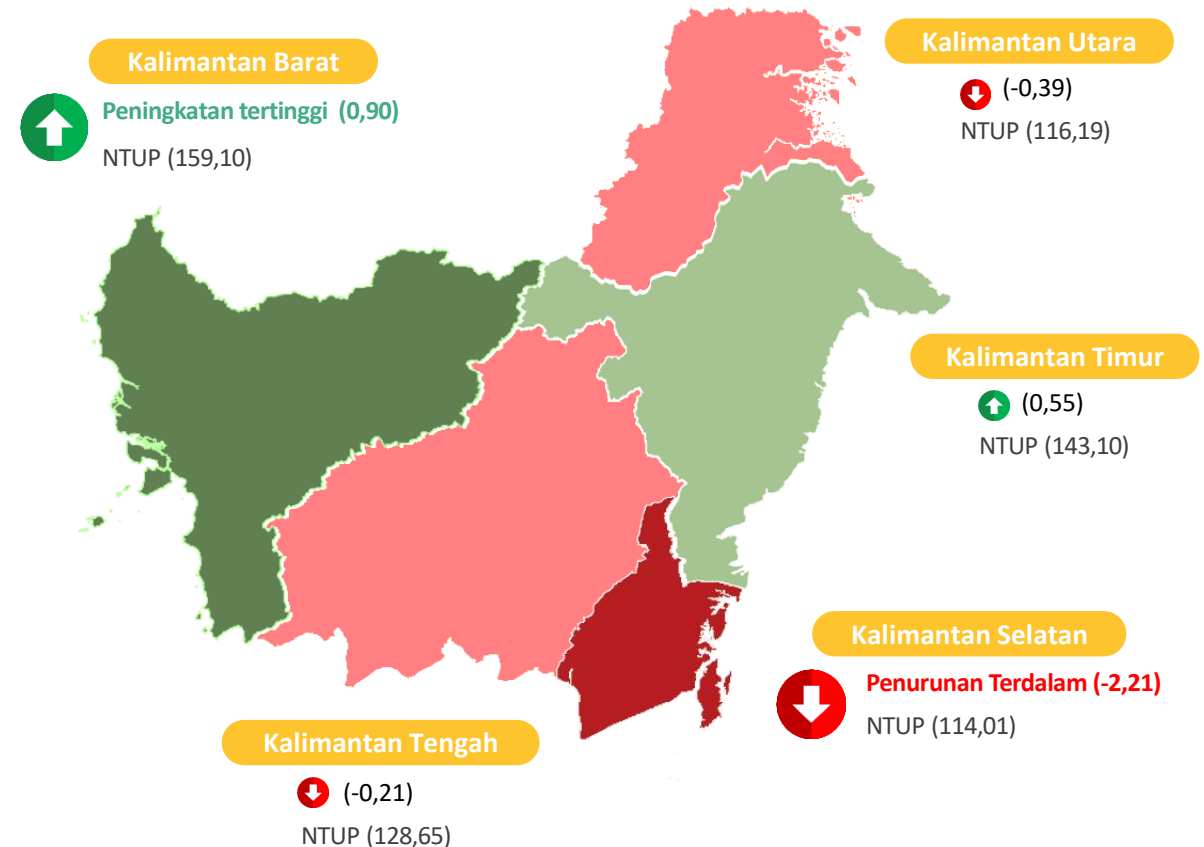 Kalimantan Barat
Peningkatan tertinggi (0,90)
NTUP (159,10)
Kalimantan Utara
(-0,39)
NTUP (116,19)
Kalimantan Timur
(0,55)
NTUP (143,10)
Kalimantan Selatan
Penurunan Terdalam (-2,21)
NTUP (114,01)
Kalimantan Tengah
(-0,21)
NTUP (128,65)